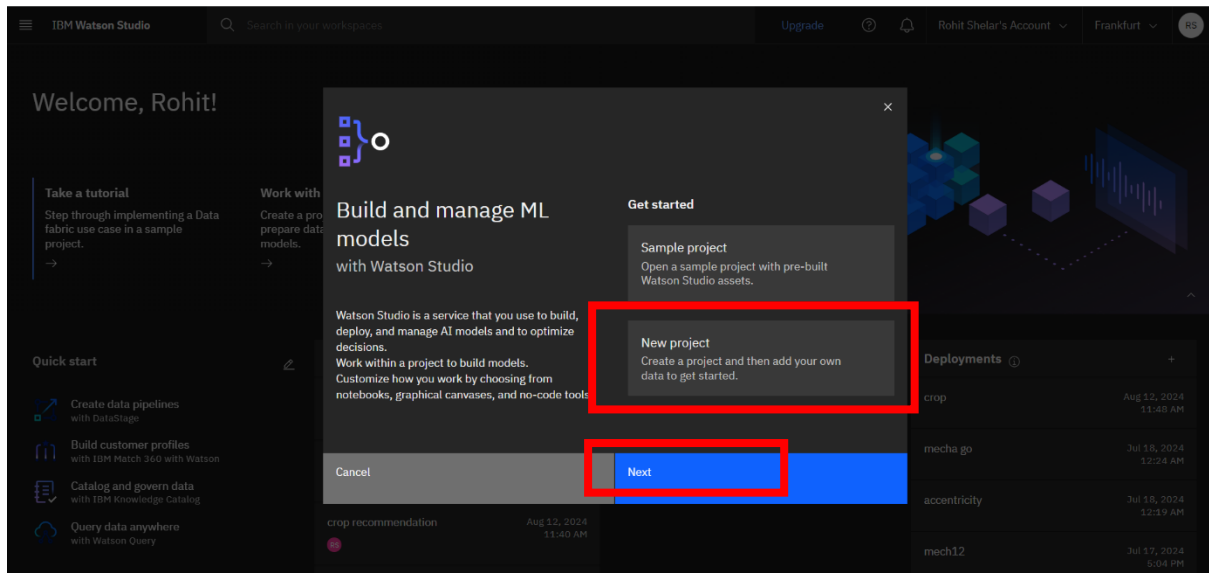 IBM Watson Studio
Search in your workspaces
Upgrade
Rohit Shelar's Account
Frankfurt
RS
Welcome, Rohit!
Take a tutorial
Step through implementing a Data
fabric use case in a sample
project.
Work with
Create a pro
prepare data
models.
Build and manage ML
models
with Watson Studio
Watson Studio is a service that you use to build,
deploy, and manage AI models and to optimize
decisions.
Work within a project to build models.
Customize how you work by choosing from
notebooks, graphical canvases, and no-code tools
Get started
Sample project
Open a sample project with pre-built
Watson Studio assets.
New project
Create a project and then add your own
data to get started.
Cancel
Next
Quick start
Create data pipelines
with DataStage
Build customer profiles
with IBM Match 360 with Watson
Catalog and govern data
with IBM Knowledge Catalog
Query data anywhere
with Watson Query
crop recommendation
Aug 12, 2024
11:40 AM
RS
Deployments
crop
Aug 12, 2024
11:48 AM
mecha go
Jul 18, 2024
12:24 AM
accentricity
Jul 18, 2024
12:19 AM
mech12
Jul 17, 2024
5:04 PM